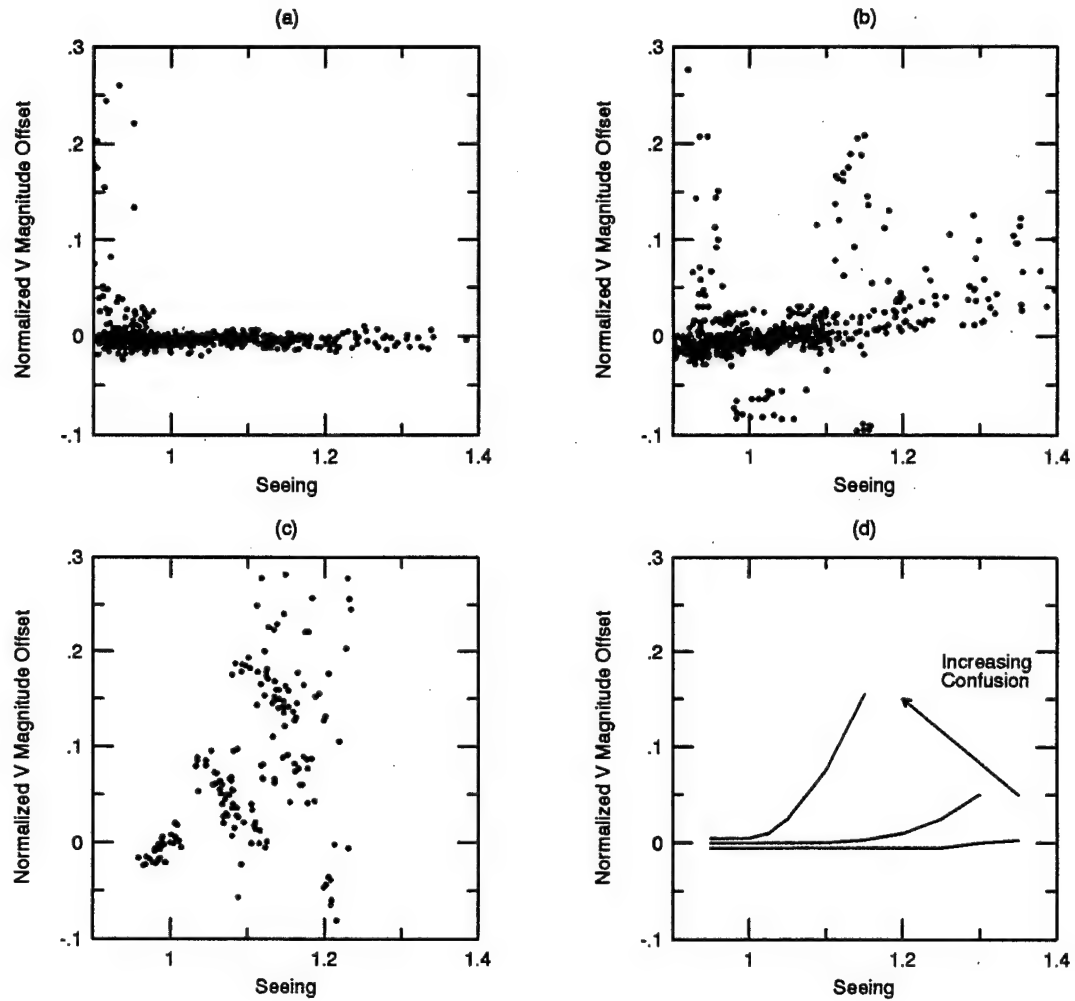 (a)
.3
.2
.1
0
-.1
1
1.2
1.4
Normalized V Magnitude Offset
Seeing
(b)
.3
.2
.1
0
-.1
1
1.2
1.4
Normalized V Magnitude Offset
Seeing
(c)
.3
.2
.1
0
-.1
1
1.2
1.4
Normalized V Magnitude Offset
Seeing
(d)
.3
.2
.1
0
-.1
1
1.2
1.4
Normalized V Magnitude Offset
Seeing
Increasing
Confusion